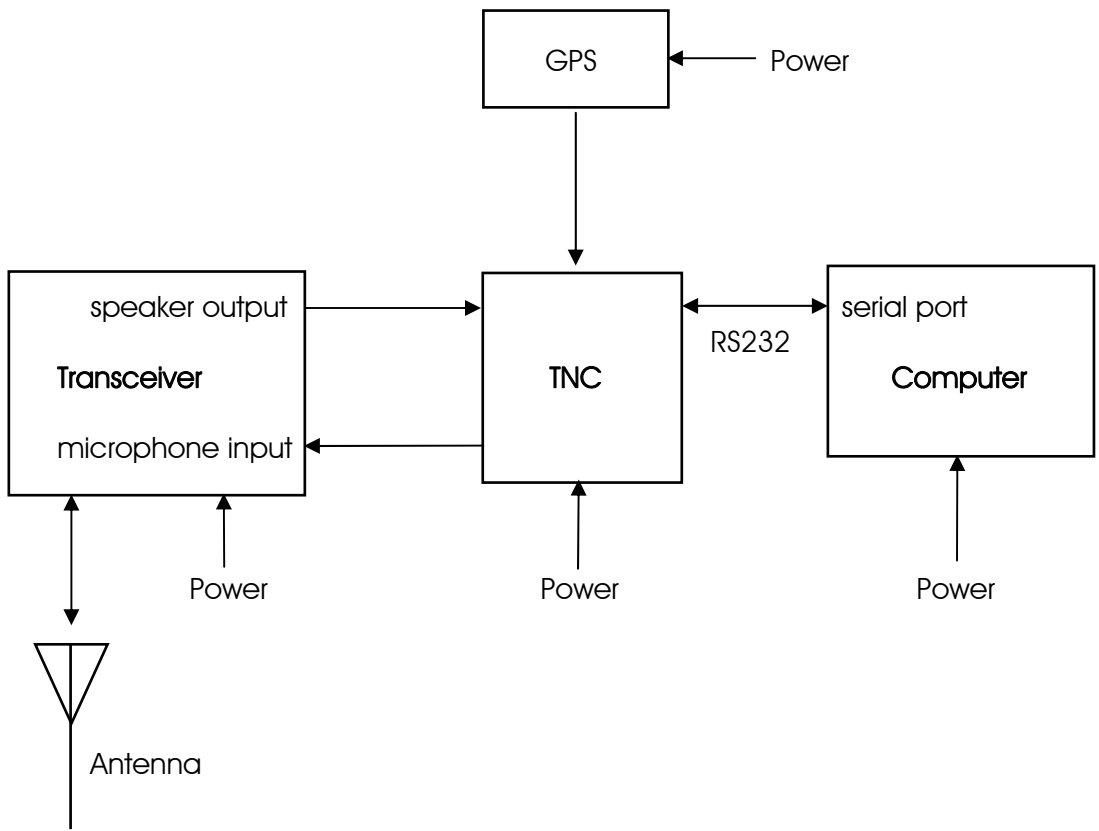 GPS
Power
speaker output
Transceiver
microphone input
TNC
RS232
serial port
Computer
Power
Power
Power
Antenna